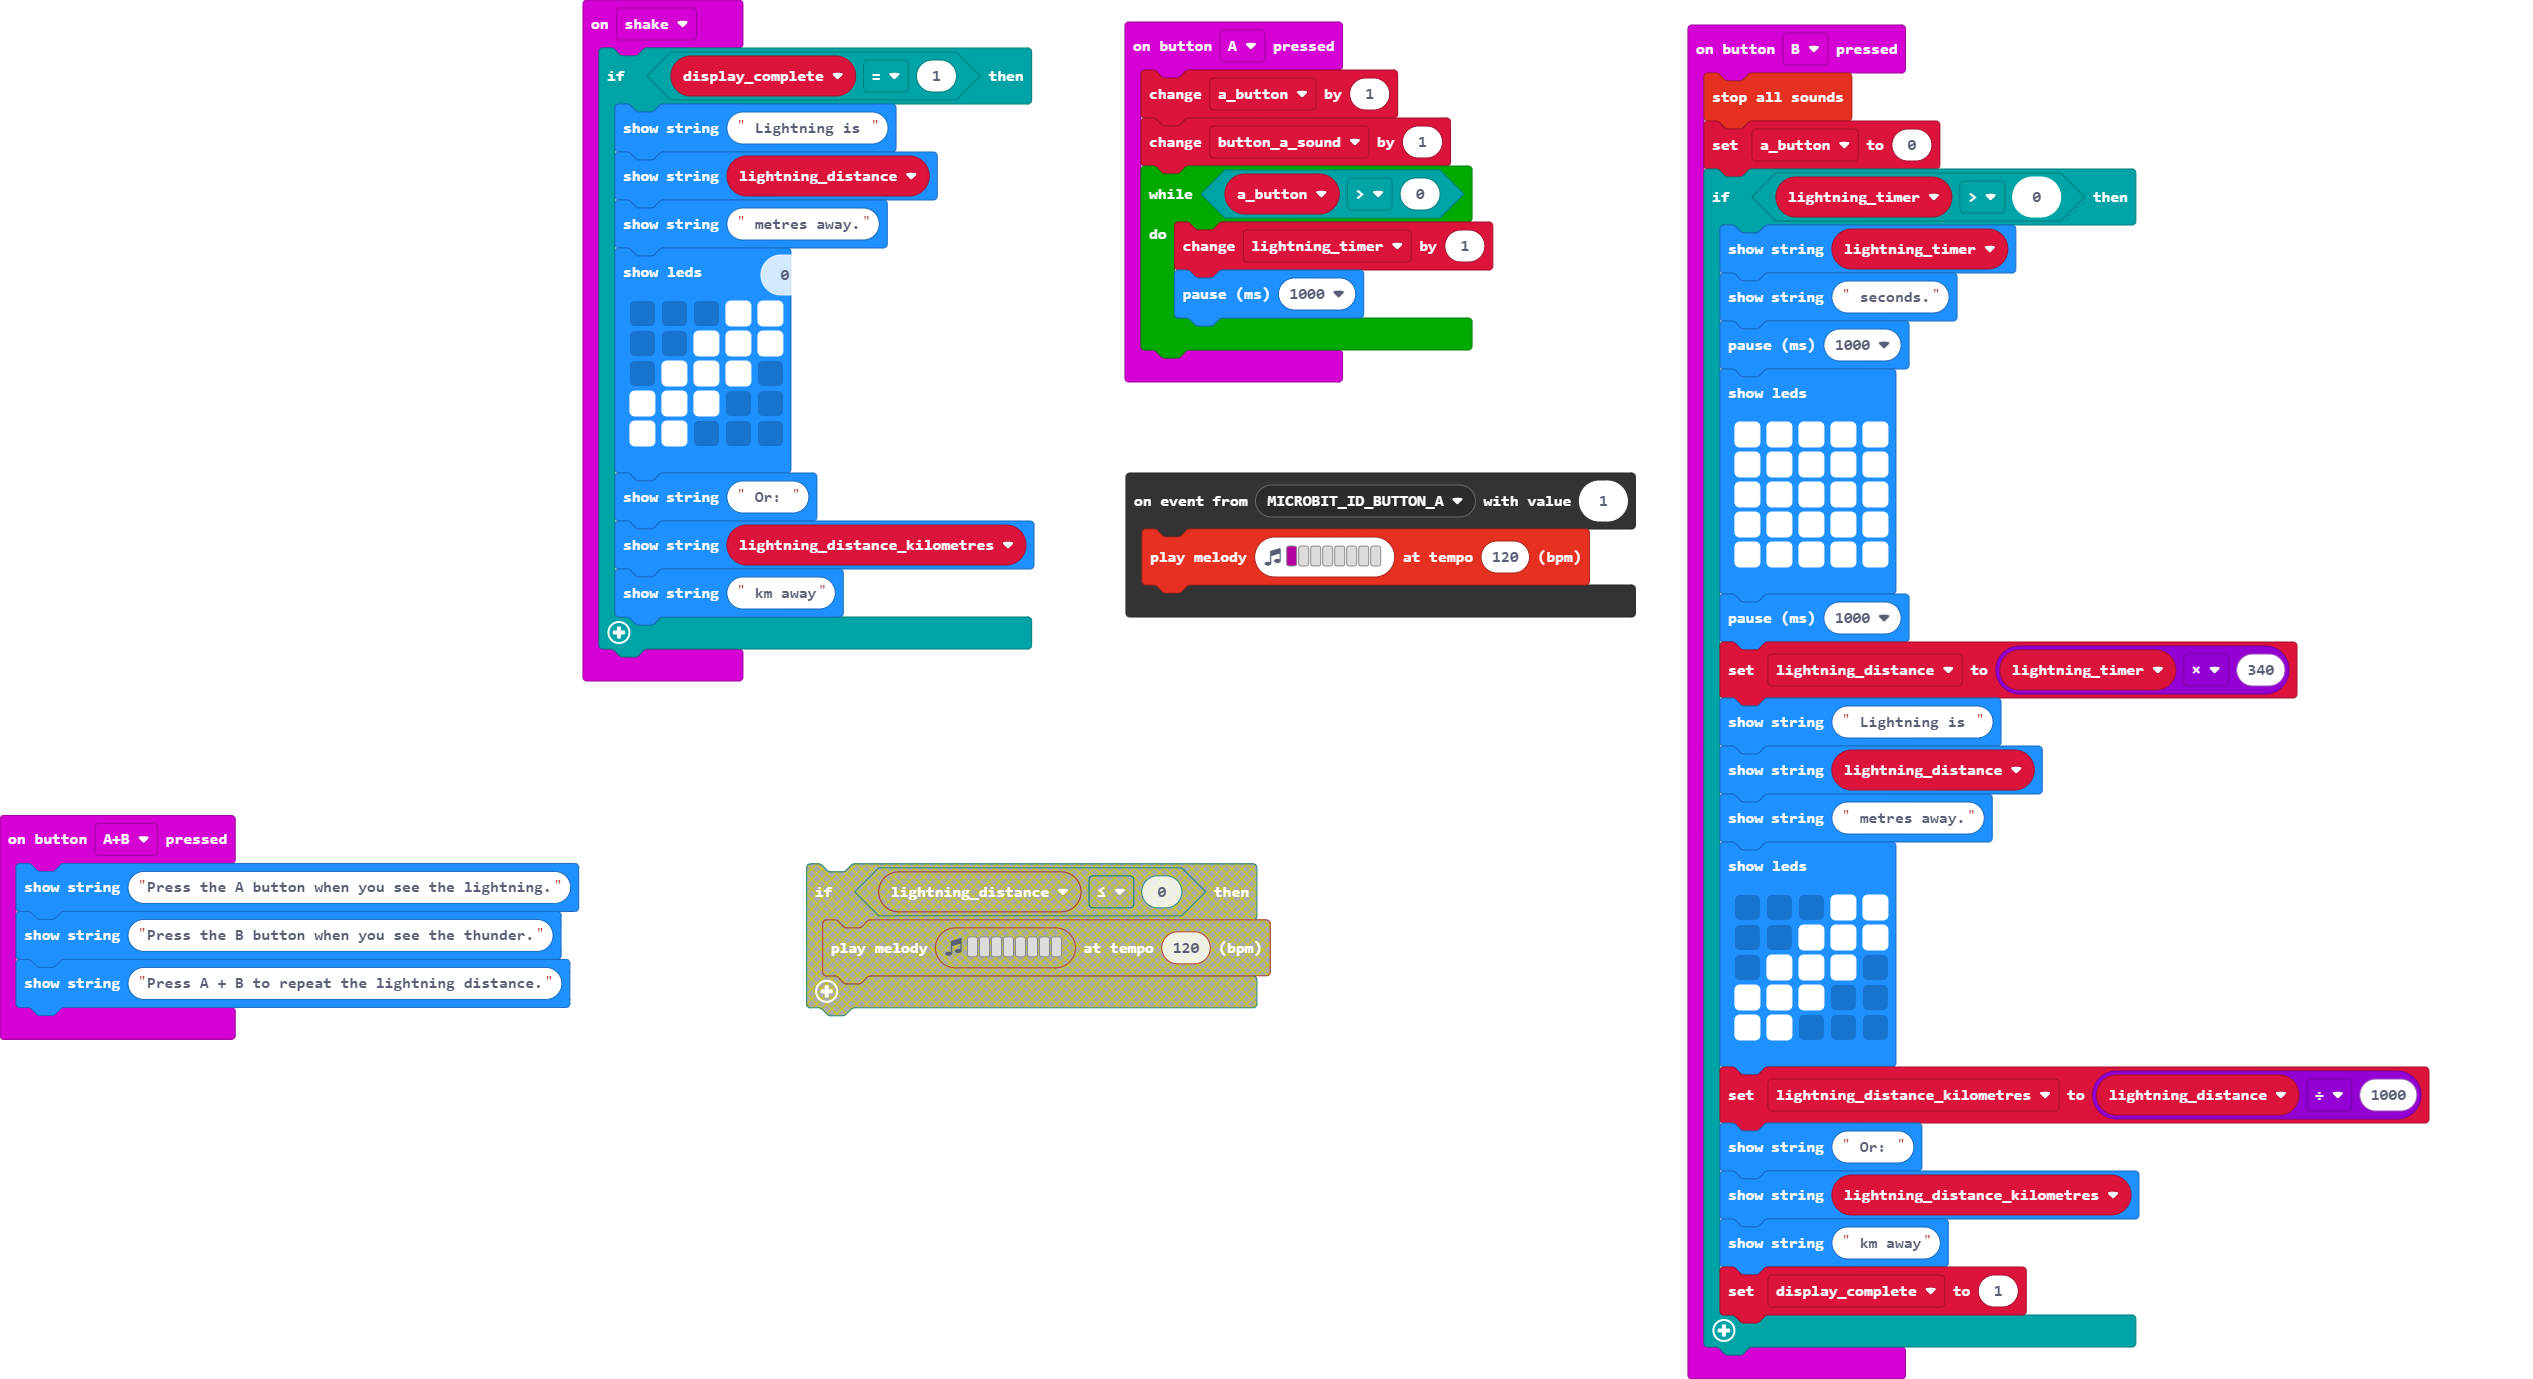 on shake
if display_complete = 1 then
show string " Lightning is "
show string lightning_distance
show string " metres away."
show leds 0
show string " Or: "
show string lightning_distance_kilometres
show string " km away"
on button A pressed
change a_button by 1
change button_a_sound by 1
while a_button > 0
do change lightning_timer by 1
pause (ms) 1000
on event from MICROBIT_ID_BUTTON_A with value 1
play melody at tempo 120 (bpm)
on button B pressed
stop all sounds
set a_button to 0
if lightning_timer > 0 then
show string lightning_timer
show string " seconds."
pause (ms) 1000
show leds
pause (ms) 1000
set lightning_distance to lightning_timer × 340
show string " Lightning is "
show string lightning_distance
show string " metres away."
show leds
set lightning_distance_kilometres to lightning_distance ÷ 1000
show string " Or: "
show string lightning_distance_kilometres
show string " km away"
set display_complete to 1
on button A+B pressed
show string "Press the A button when you see the lightning."
show string "Press the B button when you see the thunder."
show string "Press A + B to repeat the lightning distance."
if lightning_distance ≤ 0 then
play melody at tempo 120 (bpm)